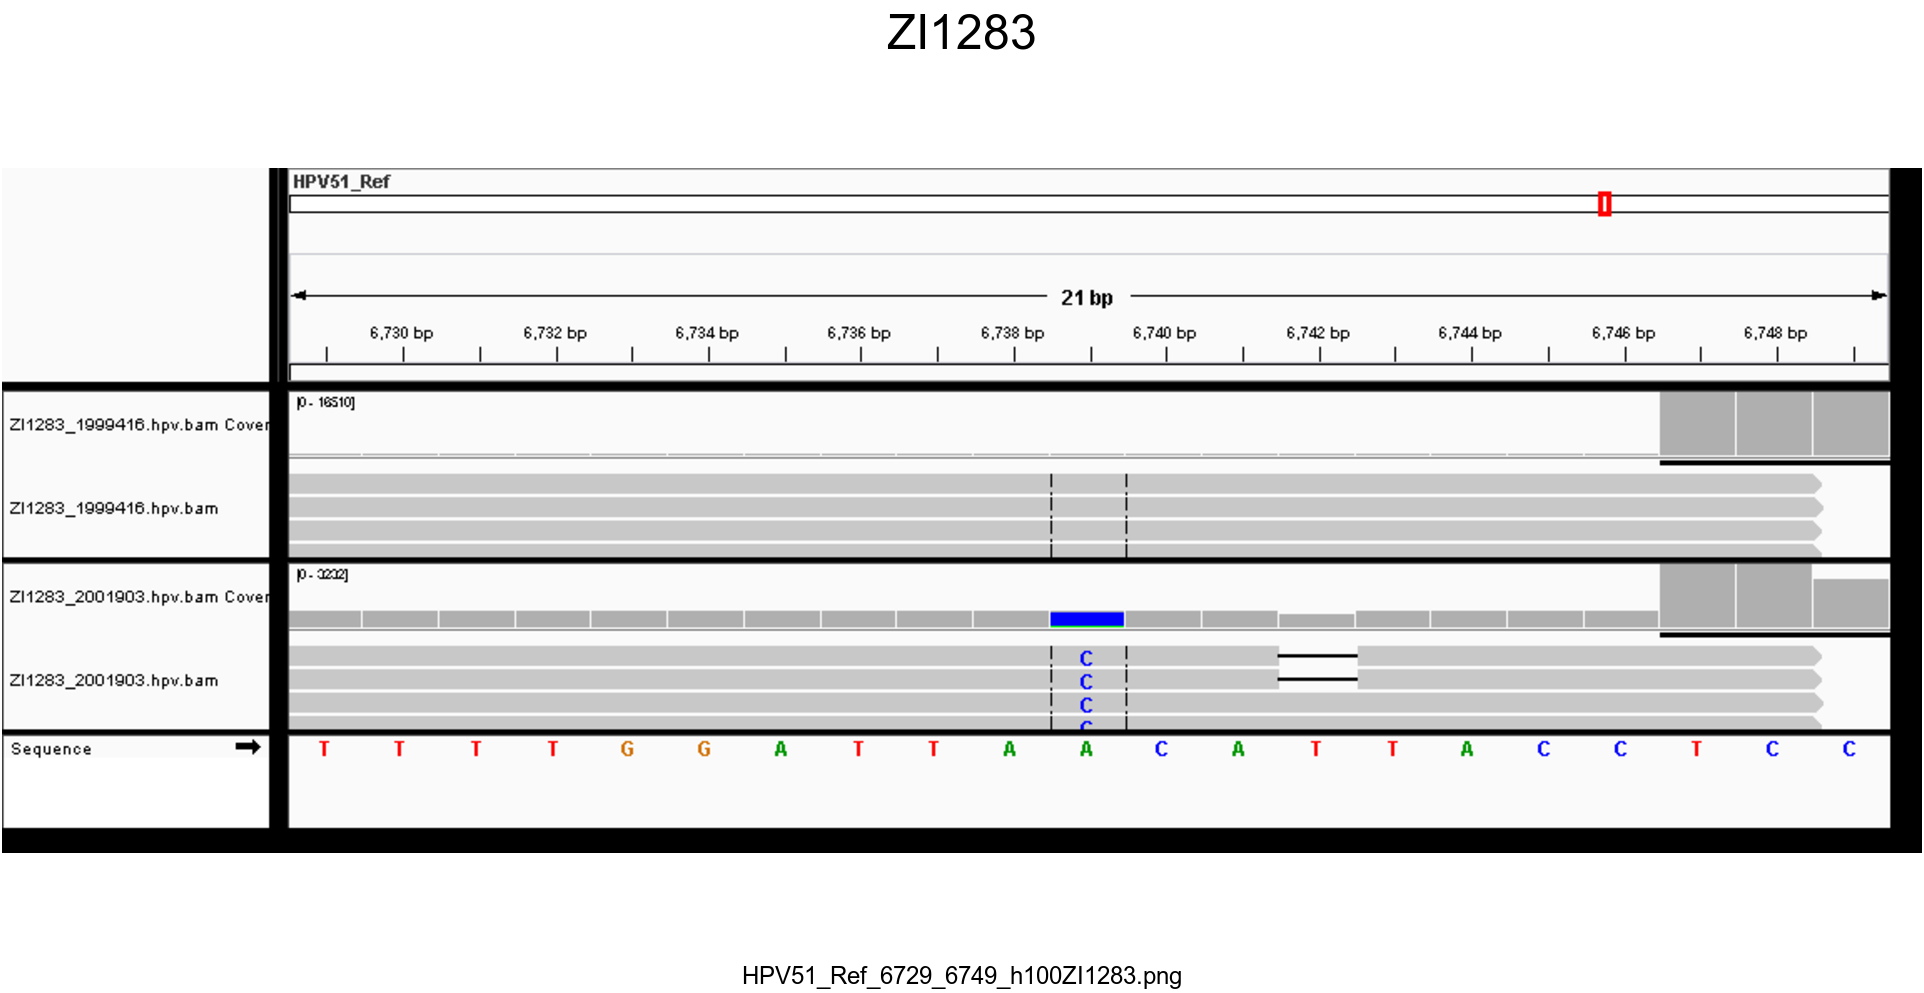 ZI1283
HPV51_Ref
21 bp
6,730 bp 6,732 bp 6,734 bp 6,736 bp 6,738 bp 6,740 bp 6,742 bp 6,744 bp 6,746 bp 6,748 bp
ZI1283_1999416.hpv.bam Cover
[0 - 16510]
ZI1283_1999416.hpv.bam
ZI1283_2001903.hpv.bam Cover
[0 - 3232]
ZI1283_2001903.hpv.bam
C
C
C
C
Sequence T T T T G G A T T A A C A T T A C C T C C
HPV51_Ref_6729_6749_h100ZI1283.png